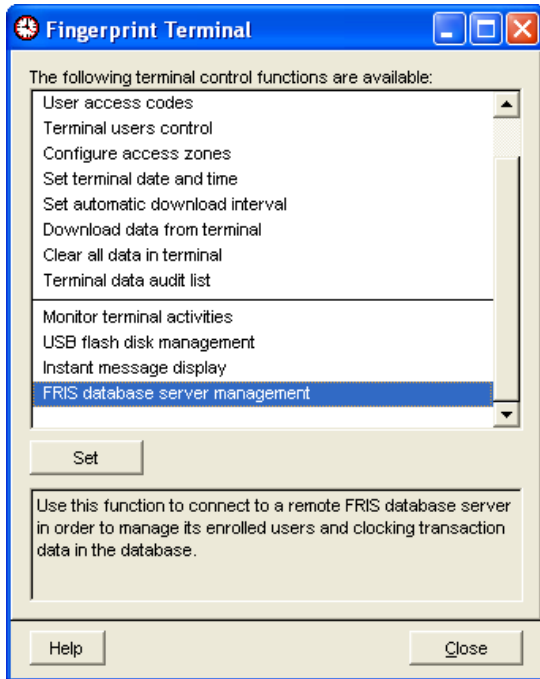 Fingerprint Terminal
The following terminal control functions are available:
User access codes
Terminal users control
Configure access zones
Set terminal date and time
Set automatic download interval
Download data from terminal
Clear all data in terminal
Terminal data audit list
Monitor terminal activities
USB flash disk management
Instant message display
FRIS database server management
Set
Use this function to connect to a remote FRIS database server
in order to manage its enrolled users and clocking transaction
data in the database.
Help
Close